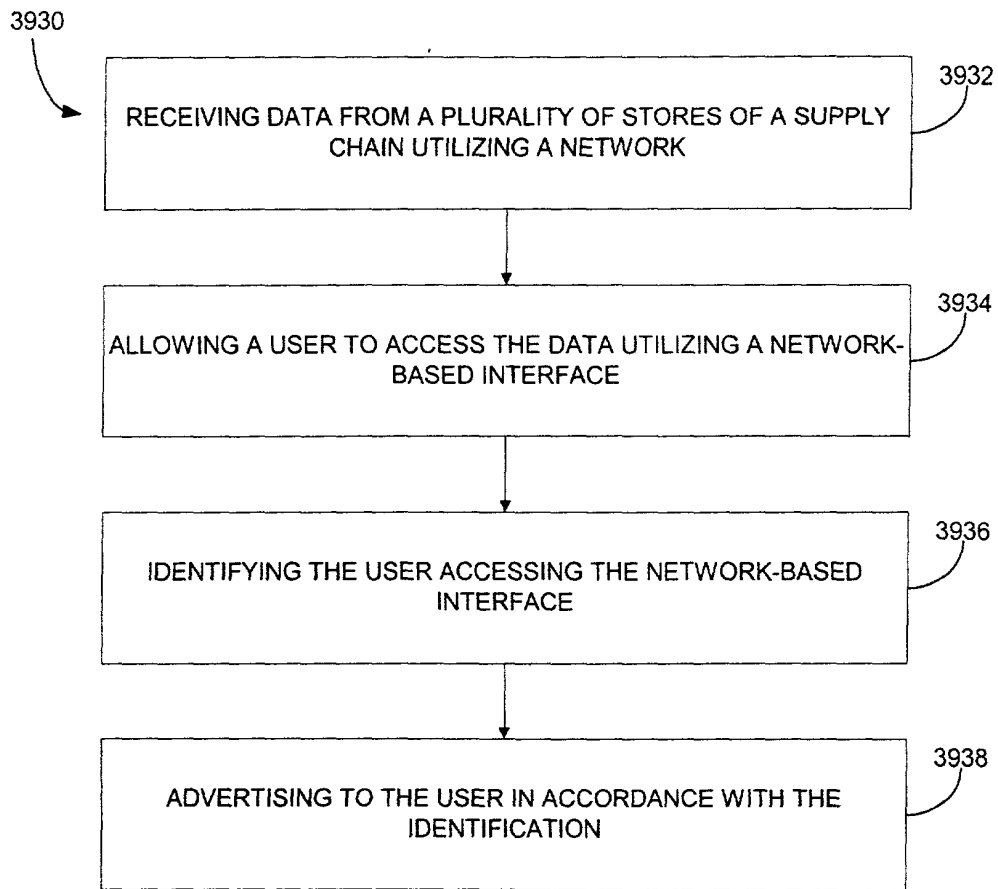 3930
3932
RECEIVING DATA FROM A PLURALITY OF STORES OF A SUPPLY
CHAIN UTILIZING A NETWORK
3934
ALLOWING A USER TO ACCESS THE DATA UTILIZING A NETWORK-
BASED INTERFACE
3936
IDENTIFYING THE USER ACCESSING THE NETWORK-BASED
INTERFACE
3938
ADVERTISING TO THE USER IN ACCORDANCE WITH THE
IDENTIFICATION